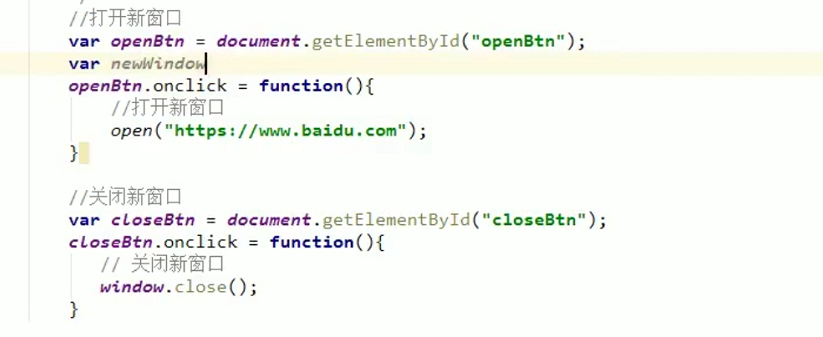 //打开新窗口
var openBtn = document.getElementById("openBtn");
var newWindow
openBtn.onclick = function(){
//打开新窗口
open("https://www.baidu.com");
}
//关闭新窗口
var closeBtn = document.getElementById("closeBtn");
closeBtn.onclick = function(){
// 关闭新窗口
window.close();
}